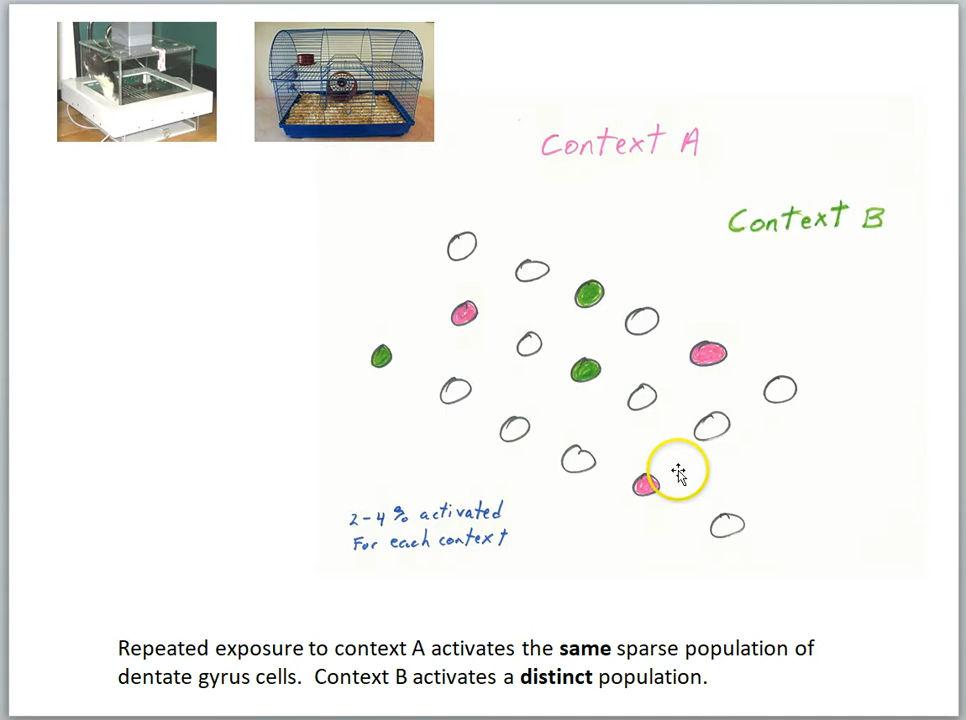 Context A
Context B
2-4 % activated
For each context
Repeated exposure to context A activates the same sparse population of
dentate gyrus cells. Context B activates a distinct population.